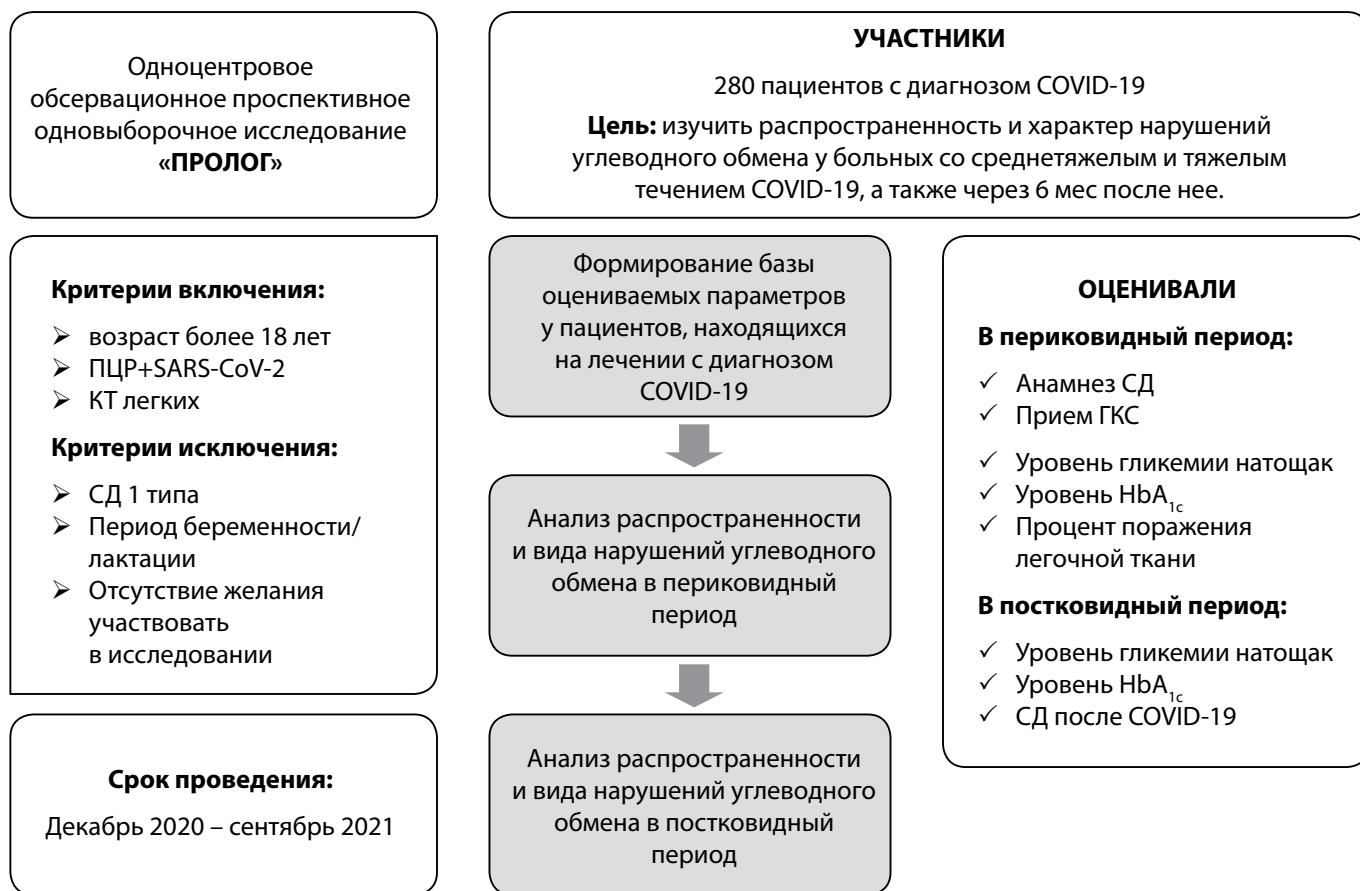 Одноцентровое
обсервационное проспективное
одновыборочное исследование
«ПРОЛОГ»
УЧАСТНИКИ
280 пациентов с диагнозом COVID-19
Цель: изучить распространенность и характер нарушений
углеводного обмена у больных со среднетяжелым и тяжелым
течением COVID-19, а также через 6 мес после нее.
Критерии включения:
➢ возраст более 18 лет
➢ ПЦР+SARS-CoV-2
➢ КТ легких
Критерии исключения:
➢ СД 1 типа
➢ Период беременности/
лактации
➢ Отсутствие желания
участвовать
в исследовании
Срок проведения:
Декабрь 2020 – сентябрь 2021
Формирование базы
оцениваемых параметров
у пациентов, находящихся
на лечении с диагнозом
COVID-19
Анализ распространенности
и вида нарушений углеводного
обмена в периковидный
период
Анализ распространенности
и вида нарушений углеводного
обмена в постковидный
период
ОЦЕНИВАЛИ
В периковидный период:
✓ Анамнез СД
✓ Прием ГКС
✓ Уровень гликемии натощак
✓ Уровень HbA1c
✓ Процент поражения
легочной ткани
В постковидный период:
✓ Уровень гликемии натощак
✓ Уровень HbA1c
✓ СД после COVID-19